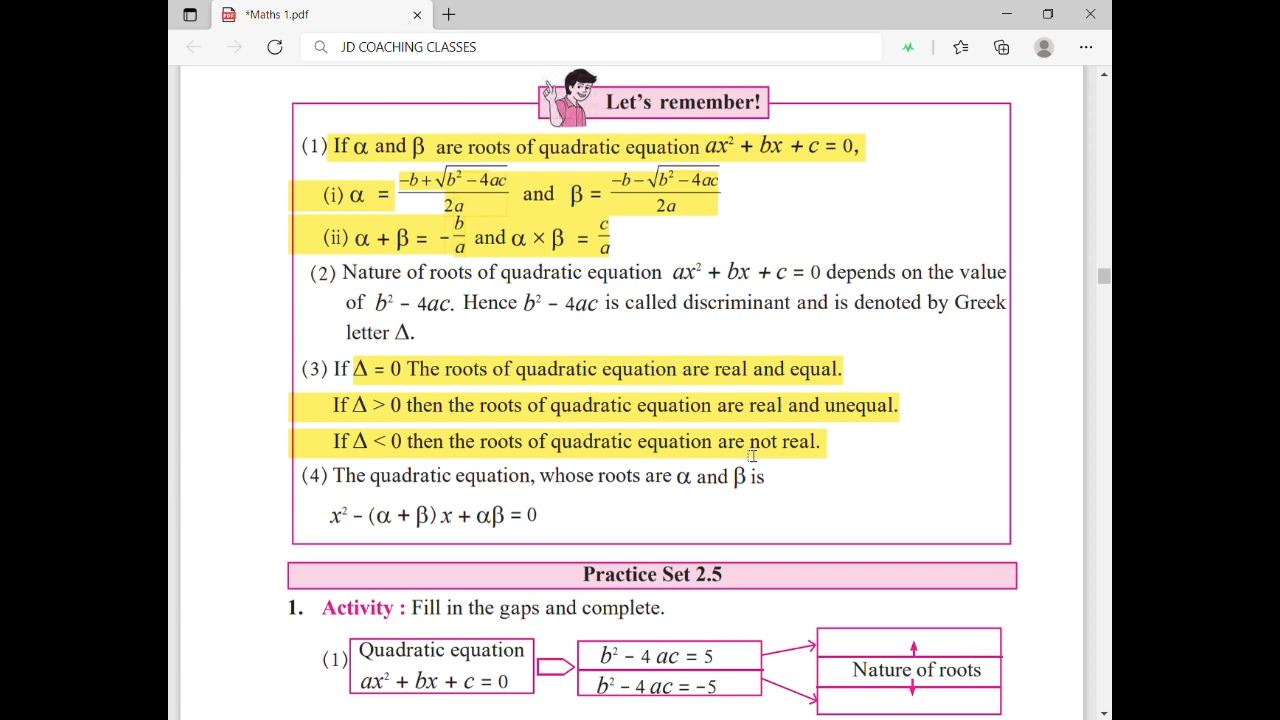 *Maths 1.pdf
JD COACHING CLASSES
Let's remember!
(1) If α and β are roots of quadratic equation ax² + bx + c = 0,
(i) α = (-b + √(b² - 4ac))/2a and β = (-b - √(b² - 4ac))/2a
(ii) α + β = - b/a and α × β = c/a
(2) Nature of roots of quadratic equation ax² + bx + c = 0 depends on the value
of b² - 4ac. Hence b² - 4ac is called discriminant and is denoted by Greek
letter Δ.
(3) If Δ = 0 The roots of quadratic equation are real and equal.
If Δ > 0 then the roots of quadratic equation are real and unequal.
If Δ < 0 then the roots of quadratic equation are not real.
(4) The quadratic equation, whose roots are α and β is
x² - (α + β) x + αβ = 0
Practice Set 2.5
1. Activity : Fill in the gaps and complete.
(1) Quadratic equation
ax² + bx + c = 0
b² - 4 ac = 5
b² - 4 ac = -5
Nature of roots